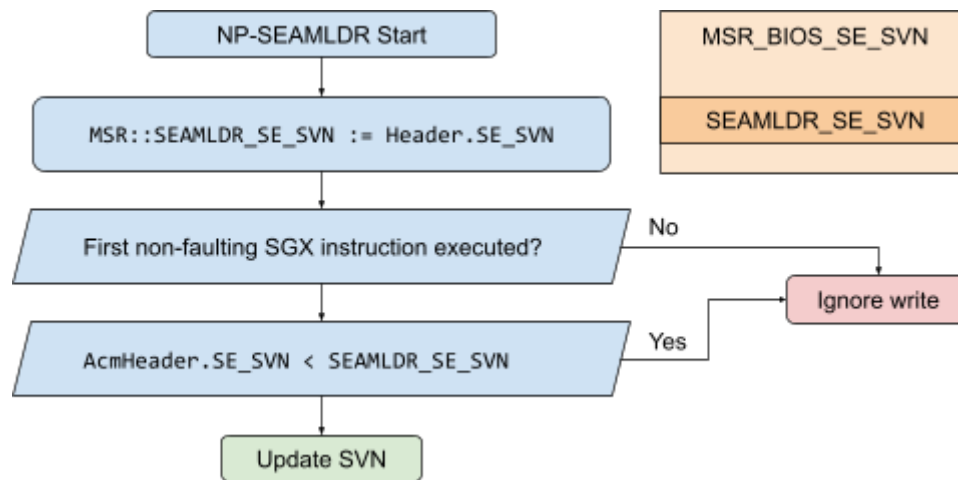 NP-SEAMLDR Start
MSR_BIOS_SE_SVN
MSR::SEAMLDR_SE_SVN := Header.SE_SVN
SEAMLDR_SE_SVN
First non-faulting SGX instruction executed?
No
Ignore write
AcmHeader.SE_SVN < SEAMLDR_SE_SVN
Yes
Update SVN